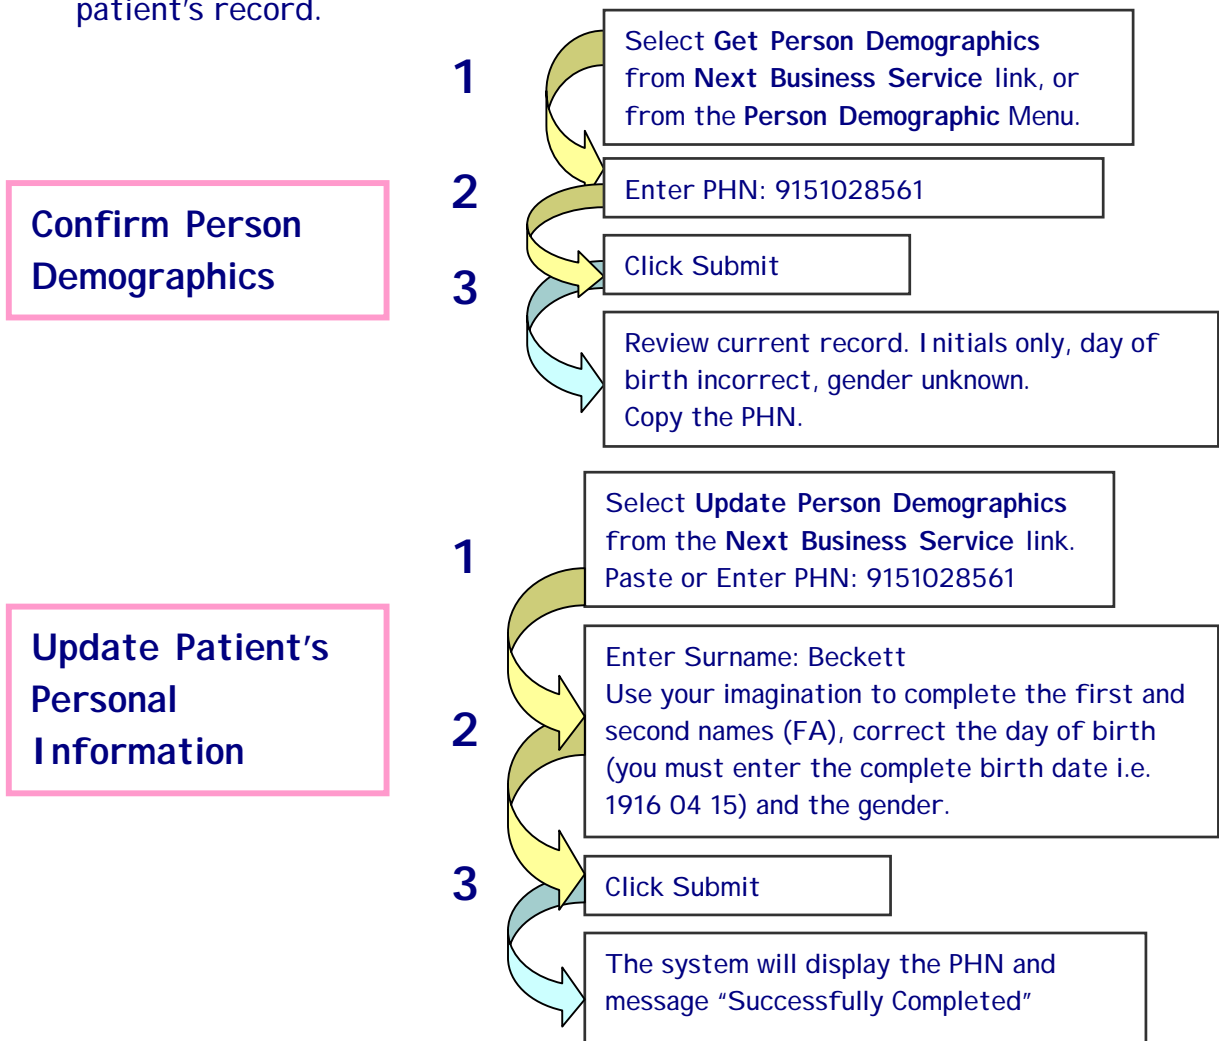 patient's record.
1
Select Get Person Demographics
from Next Business Service link, or
from the Person Demographic Menu.
2
Enter PHN: 9151028561
Confirm Person
Demographics
3
Click Submit
Review current record. Initials only, day of
birth incorrect, gender unknown.
Copy the PHN.
1
Select Update Person Demographics
from the Next Business Service link.
Paste or Enter PHN: 9151028561
Update Patient's
Personal
Information
2
Enter Surname: Beckett
Use your imagination to complete the first and
second names (FA), correct the day of birth
(you must enter the complete birth date i.e.
1916 04 15) and the gender.
3
Click Submit
The system will display the PHN and
message “Successfully Completed”